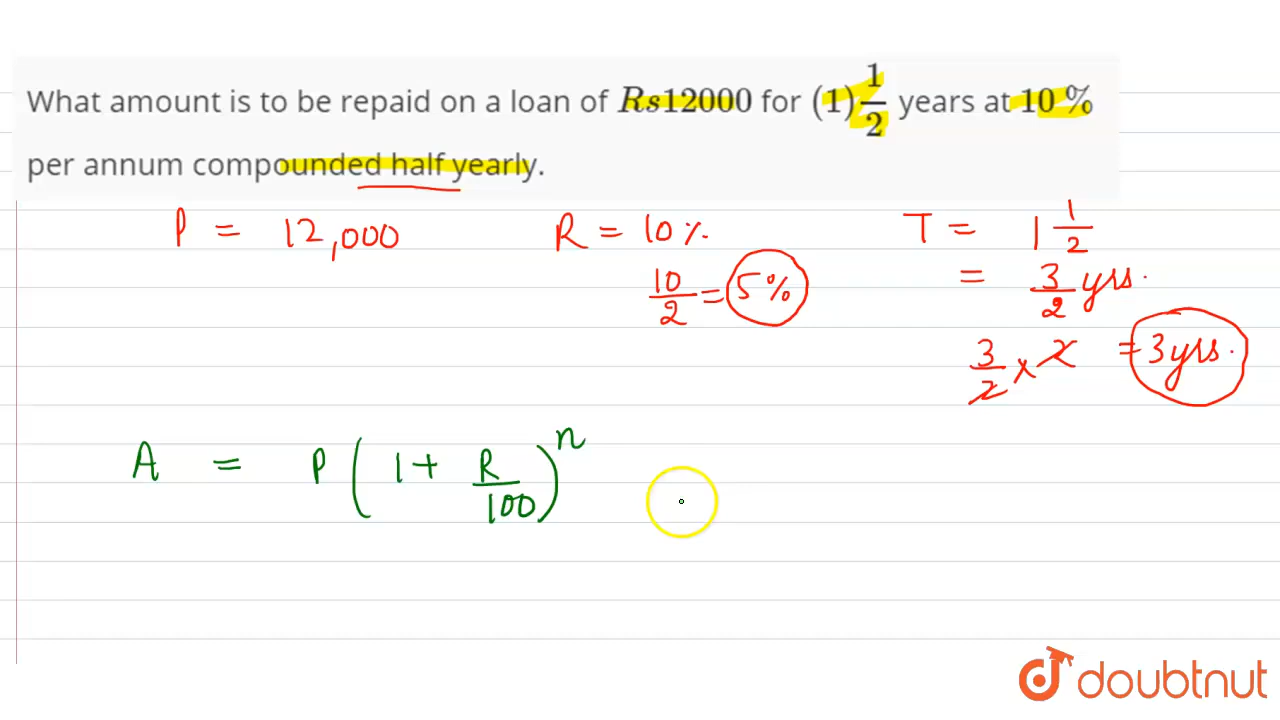 What amount is to be repaid on a loan of Rs12000 for (1)1/2 years at 10 %
per annum compounded half yearly.
P = 12,000 R = 10% T = 1 1/2
10/2 = 5% = 3/2 yrs.
3/2 x 2 = 3 yrs.
A = P ( 1 + R/100 )^n
doubtnut